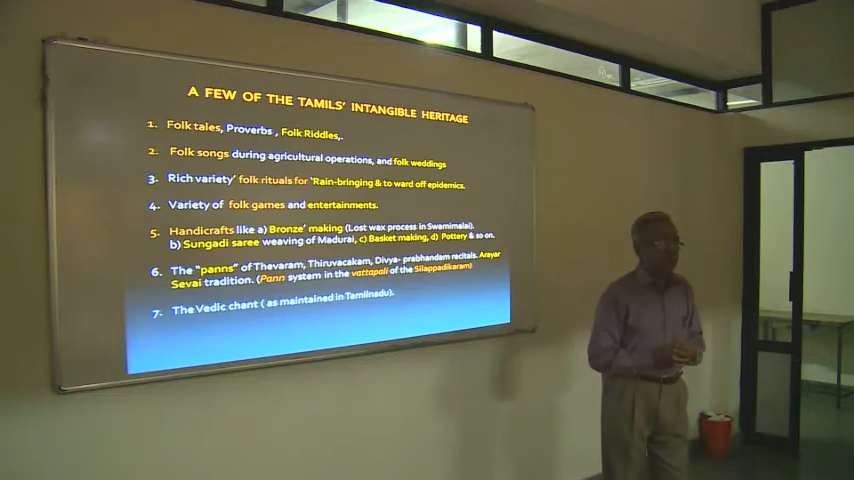 A FEW OF THE TAMILS' INTANGIBLE HERITAGE
1. Folk tales, Proverbs , Folk Riddles,.
2. Folk songs during agricultural operations, and folk weddings
3. Rich variety' folk rituals for 'Rain-bringing & to ward off epidemics.
4. Variety of folk games and entertainments.
5. Handicrafts like a) Bronze' making (Lost wax process in Swamimalai).
b) Sungadi saree weaving of Madurai, c) Basket making, d) Pottery & so on.
6. The "panns" of Thevaram, Thiruvacakam, Divya- prabhandam recitals. Arayar
Sevai tradition. (Pann system in the vattapali of the Silappadikaram)
7. The Vedic chant ( as maintained in Tamilnadu).